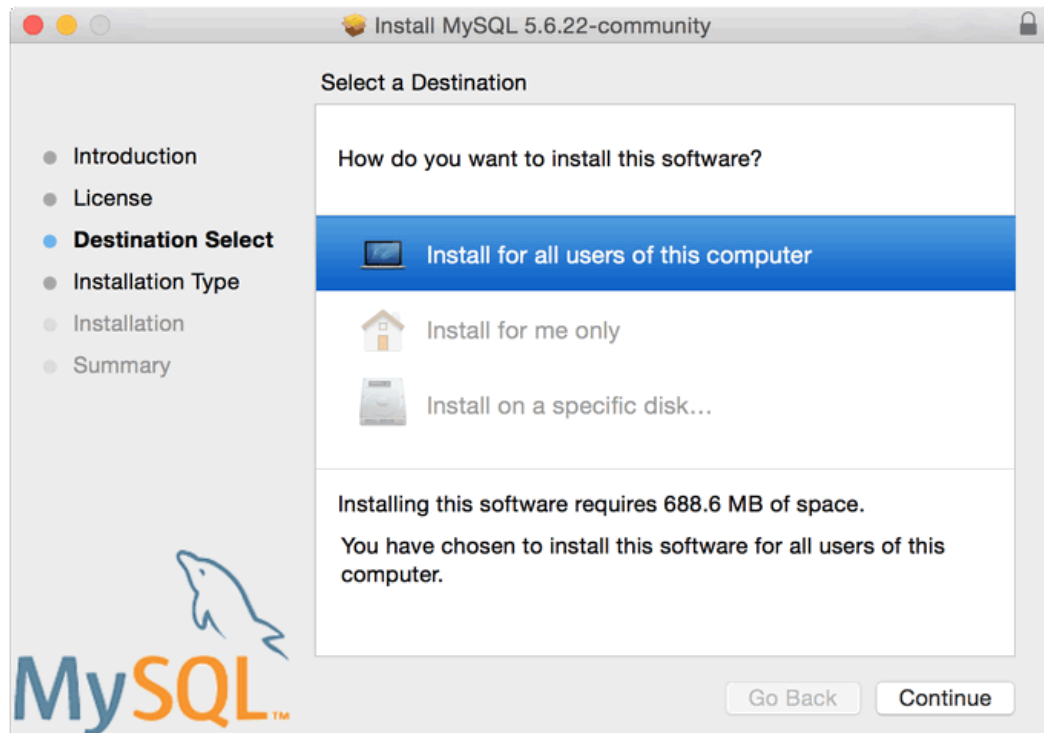 Install MySQL 5.6.22-community
Select a Destination
Introduction
License
Destination Select
Installation Type
Installation
Summary
How do you want to install this software?
Install for all users of this computer
Install for me only
Install on a specific disk...
Installing this software requires 688.6 MB of space.
You have chosen to install this software for all users of this
computer.
MySQL™
Go Back
Continue